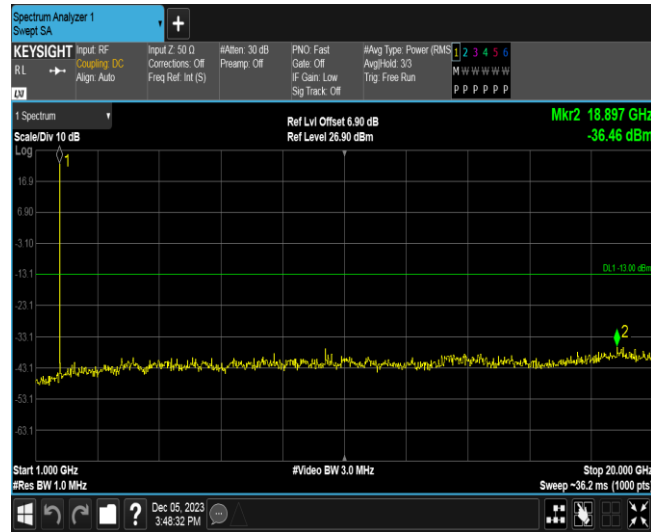 Spectrum Analyzer 1
Swept SA
KEYSIGHT Input: RF Input Z: 50 Ω #Atten: 30 dB PNO: Fast #Avg Type: Power (RMS 1 2 3 4 5 6
RL Coupling: DC Corrections: Off Preamp: Off Gate: Off Avg|Hold: 3/3 M W W W W W
Align: Auto Freq Ref: Int (S) IF Gain: Low Trig: Free Run
LXI Sig Track: Off P P P P P P
1 Spectrum Ref Lvl Offset 6.90 dB Mkr2 18.897 GHz
Scale/Div 10 dB Ref Level 26.90 dBm -36.46 dBm
Log
1
16.9
6.90
-3.10
DL1 -13.00 dBm
-13.1
-23.1
-33.1
2
-43.1
-53.1
-63.1
Start 1.000 GHz #Video BW 3.0 MHz Stop 20.000 GHz
#Res BW 1.0 MHz Sweep ~36.2 ms (1000 pts)
? Dec 05, 2023
3:48:32 PM